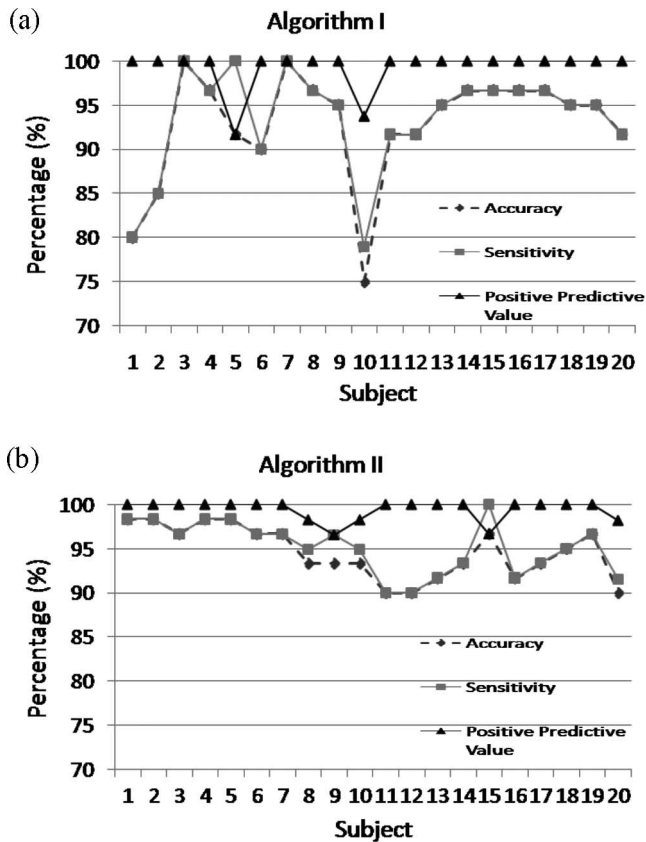 (a)
Algorithm I
Percentage (%)
100
95
90
85
80
75
70
Accuracy
Sensitivity
Positive Predictive
Value
1 2 3 4 5 6 7 8 9 10 11 12 13 14 15 16 17 18 19 20
Subject
(b)
Algorithm II
Percentage (%)
100
95
90
85
80
75
70
Accuracy
Sensitivity
Positive Predictive
Value
1 2 3 4 5 6 7 8 9 10 11 12 13 14 15 16 17 18 19 20
Subject